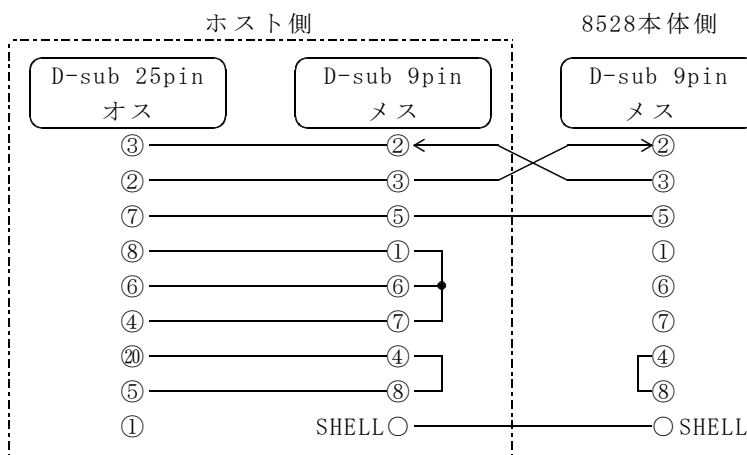 ホスト側 8528本体側
D-sub 25pin D-sub 9pin D-sub 9pin
オス メス メス
③ ② ②
② ③ ③
⑦ ⑤ ⑤
⑧ ① ①
⑥ ⑥ ⑥
④ ⑦ ⑦
⑳ ④ ④
⑤ ⑧ ⑧
① SHELL SHELL